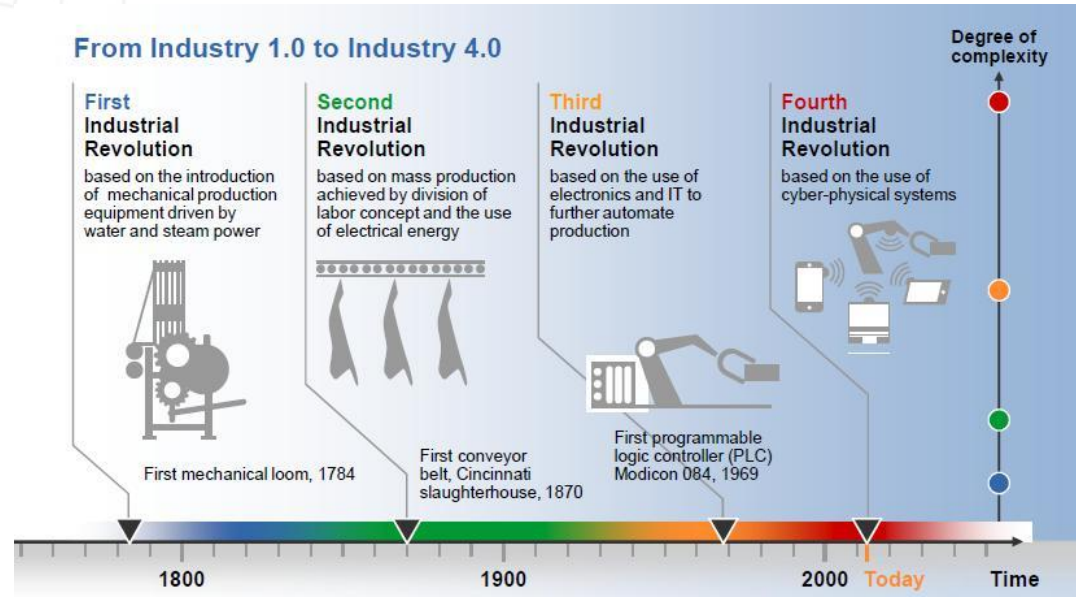 From Industry 1.0 to Industry 4.0
Degree of
complexity
First
Industrial
Revolution
based on the introduction
of mechanical production
equipment driven by
water and steam power
Second
Industrial
Revolution
based on mass production
achieved by division of
labor concept and the use
of electrical energy
Third
Industrial
Revolution
based on the use of
electronics and IT to
further automate
production
Fourth
Industrial
Revolution
based on the use of
cyber-physical systems
First mechanical loom, 1784
First conveyor
belt, Cincinnati
slaughterhouse, 1870
First programmable
logic controller (PLC)
Modicon 084, 1969
1800
1900
2000
Today
Time